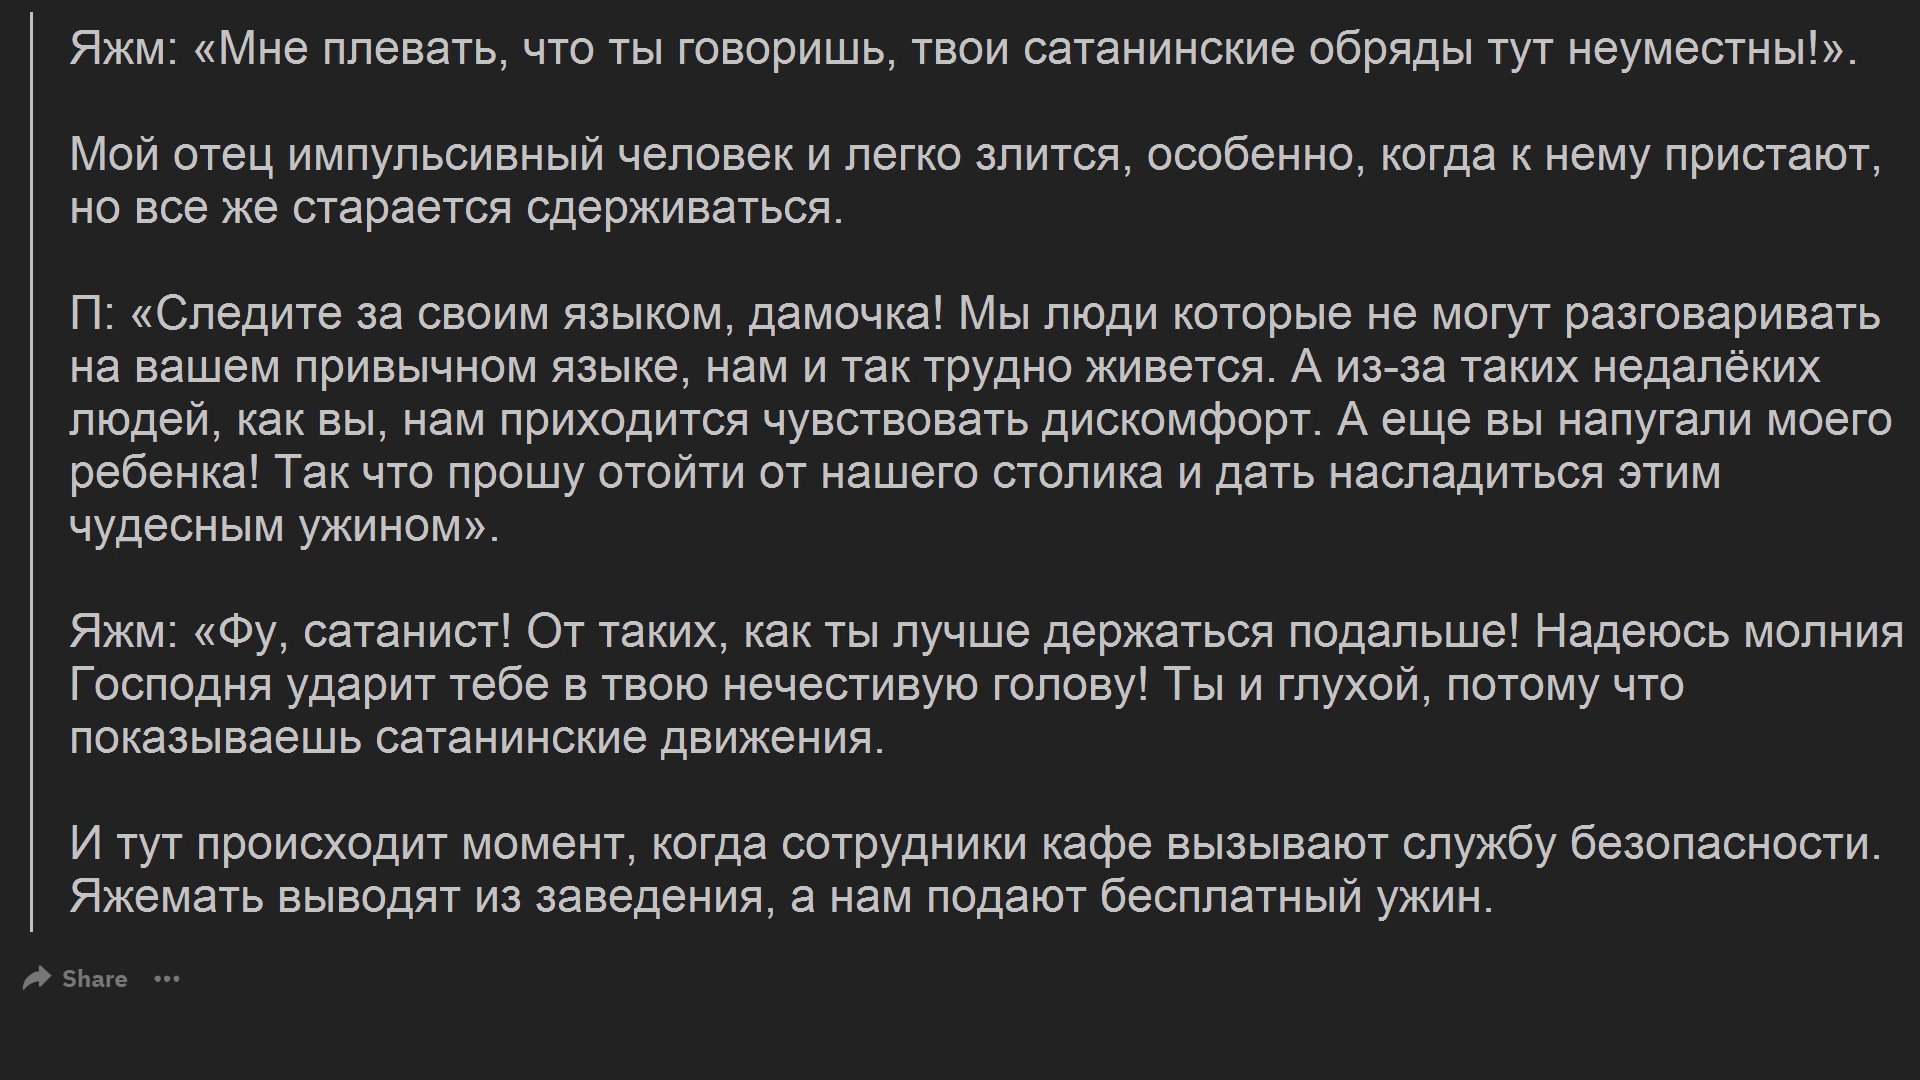 Яжм: «Мне плевать, что ты говоришь, твои сатанинские обряды тут неуместны!».
Мой отец импульсивный человек и легко злится, особенно, когда к нему пристают,
но все же старается сдерживаться.
П: «Следите за своим языком, дамочка! Мы люди которые не могут разговаривать
на вашем привычном языке, нам и так трудно живется. А из-за таких недалёких
людей, как вы, нам приходится чувствовать дискомфорт. А еще вы напугали моего
ребенка! Так что прошу отойти от нашего столика и дать насладиться этим
чудесным ужином».
Яжм: «Фу, сатанист! От таких, как ты лучше держаться подальше! Надеюсь молния
Господня ударит тебе в твою нечестивую голову! Ты и глухой, потому что
показываешь сатанинские движения.
И тут происходит момент, когда сотрудники кафе вызывают службу безопасности.
Яжемать выводят из заведения, а нам подают бесплатный ужин.
Share